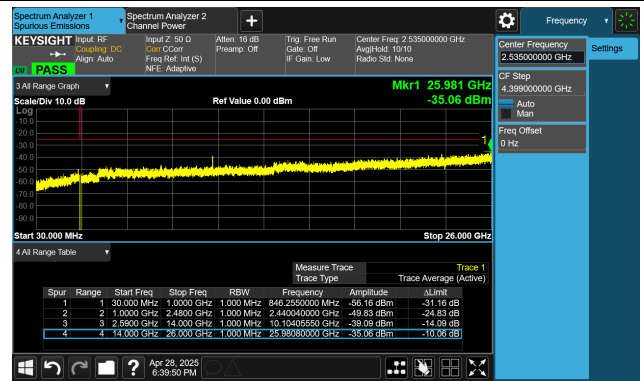 Spectrum Analyzer 1
Spurious Emissions
Spectrum Analyzer 2
Channel Power
Frequency
KEYSIGHT
Input: RF
Coupling: DC
Align: Auto
Input Z: 50 Ω
Corr CCorr
Freq Ref: Int (S)
NFE: Adaptive
Atten: 16 dB
Preamp: Off
Trig: Free Run
Gate: Off
IF Gain: Low
Center Freq: 2.535000000 GHz
Avg|Hold: 10/10
Radio Std: None
LXI
PASS
Center Frequency
2.535000000 GHz
Settings
CF Step
4.399000000 GHz
Auto
Man
Freq Offset
0 Hz
3 All Range Graph
Mkr1 25.981 GHz
Scale/Div 10.0 dB
Ref Value 0.00 dBm
-35.06 dBm
Log
-10.0
-20.0
-30.0
-40.0
-50.0
-60.0
-70.0
-80.0
-90.0
1
Start 30.000 MHz
Stop 26.000 GHz
4 All Range Table
Measure Trace Trace 1
Trace Type Trace Average (Active)
Spur Range Start Freq Stop Freq RBW Frequency Amplitude ΔLimit
1 1 30.000 MHz 1.0000 GHz 1.000 MHz 846.2550000 MHz -56.16 dBm -31.16 dB
2 2 1.0000 GHz 2.4800 GHz 1.000 MHz 2.440040000 GHz -49.83 dBm -24.83 dB
3 3 2.5900 GHz 14.000 GHz 1.000 MHz 10.10405550 GHz -39.09 dBm -14.09 dB
4 4 14.000 GHz 26.000 GHz 1.000 MHz 25.98080000 GHz -35.06 dBm -10.06 dB
Apr 28, 2025
6:39:50 PM